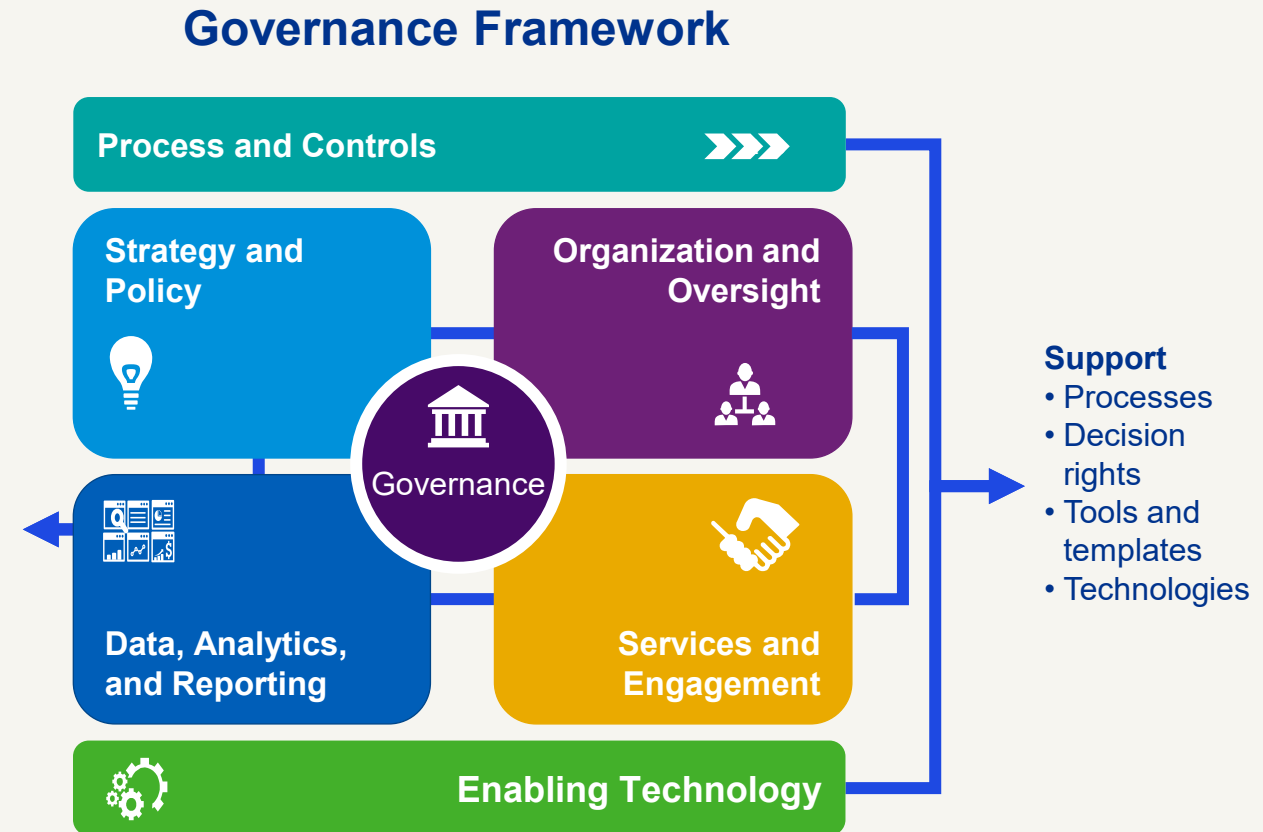 Governance Framework
Process and Controls
Strategy and
Policy
Organization and
Oversight
Governance
Data, Analytics,
and Reporting
Services and
Engagement
Enabling Technology
Support
• Processes
• Decision
rights
• Tools and
templates
• Technologies